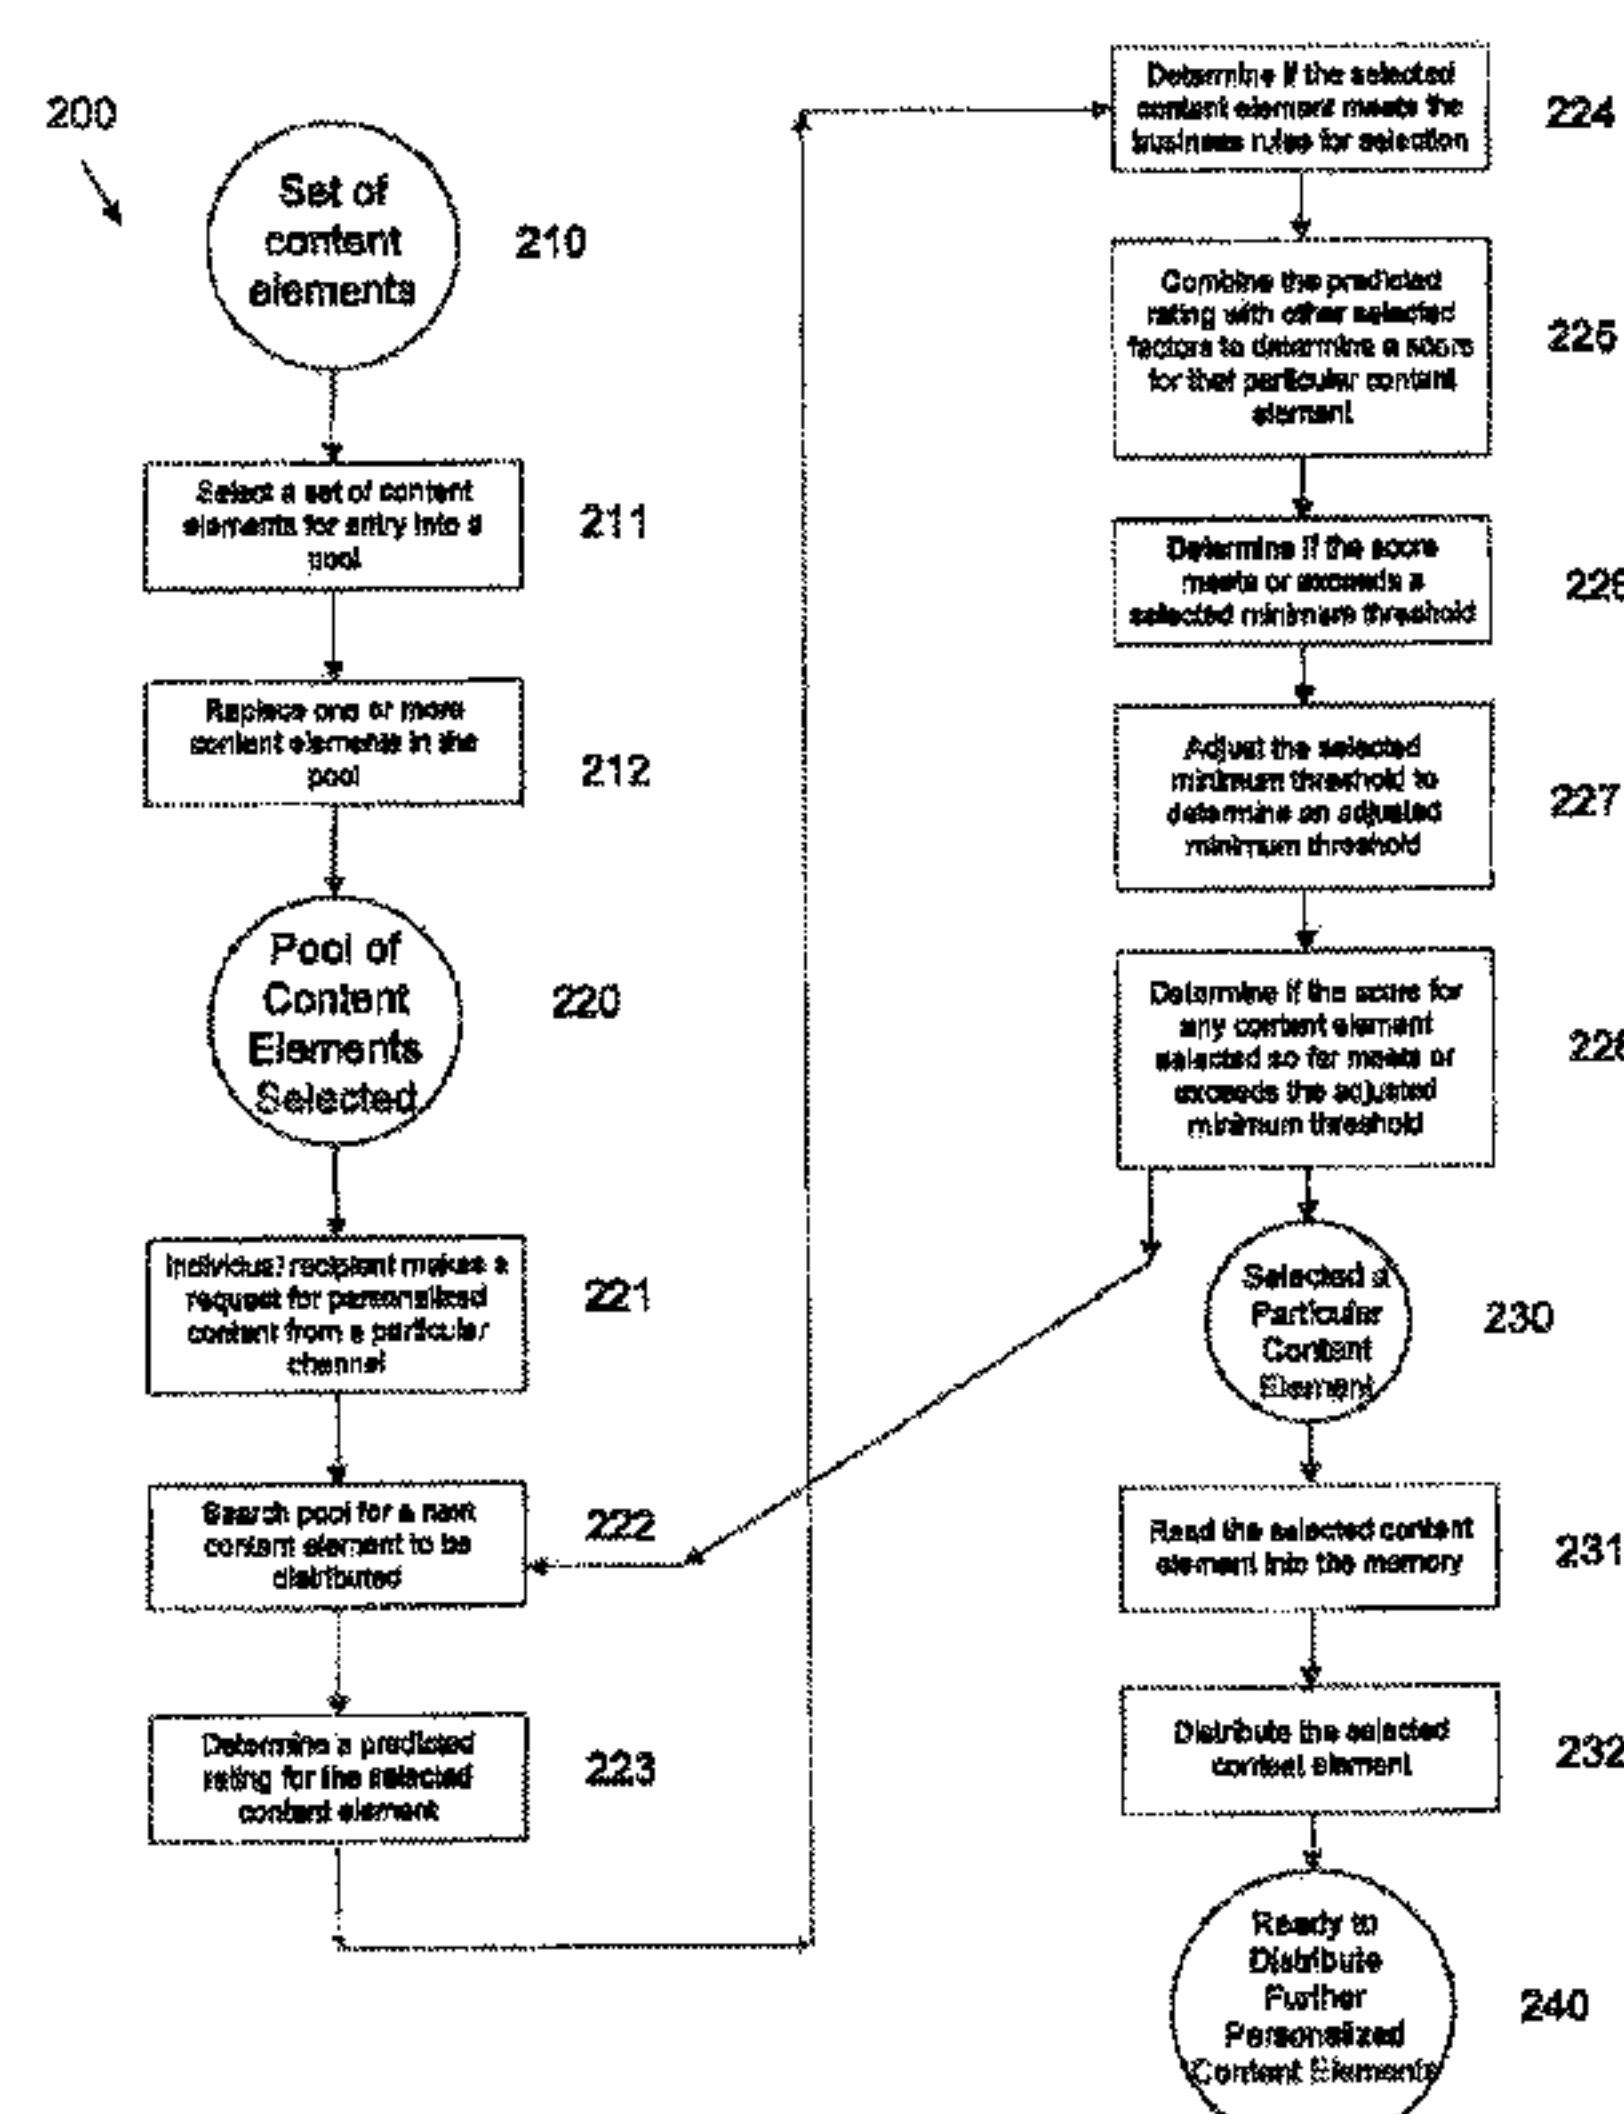 200
Set of
content
elements
210
Select a set of content
elements for entry into a
pool
211
Replace one or more
content elements in the
pool
212
Pool of
Content
Elements
Selected
220
Individual recipient makes a
request for personalized
content from a particular
channel
221
Search pool for a next
content element to be
distributed
222
Determine a predicted
rating for the selected
content element
223
Determine if the selected
content element meets the
business rules for selection
224
Combine the predicted
rating with other selected
factors to determine a score
for that particular content
element
225
Determine if the score
meets or exceeds a
selected minimum threshold
Adjust the selected
minimum threshold to
determine an adjusted
minimum threshold
227
Determine if the score for
any content element
selected so far meets or
exceeds the adjusted
minimum threshold
Selected a
Particular
Content
Element
230
Read the selected content
element into the memory
231
Distribute the selected
content element
232
Ready to
Distribute
Further
Personalized
Content Elements
240